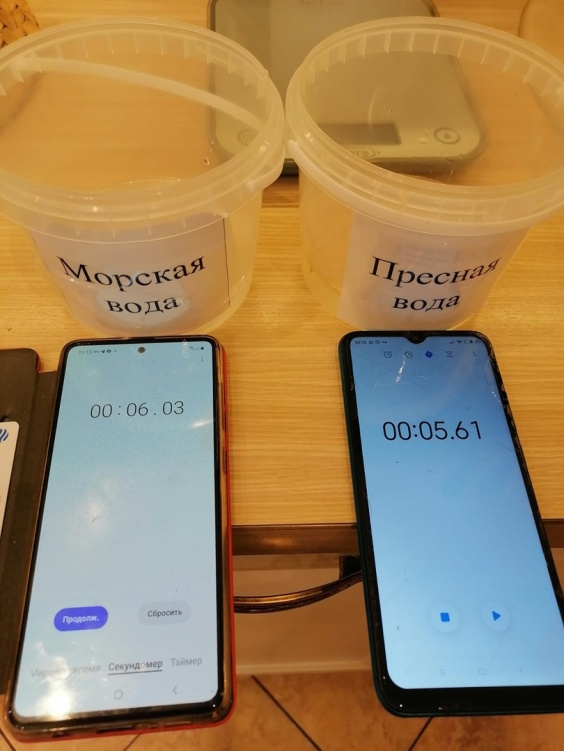 Морская
вода
Пресная
вода
00:06.03
00:05.61
Продолж.
Сбросить
Секундомер
Таймер